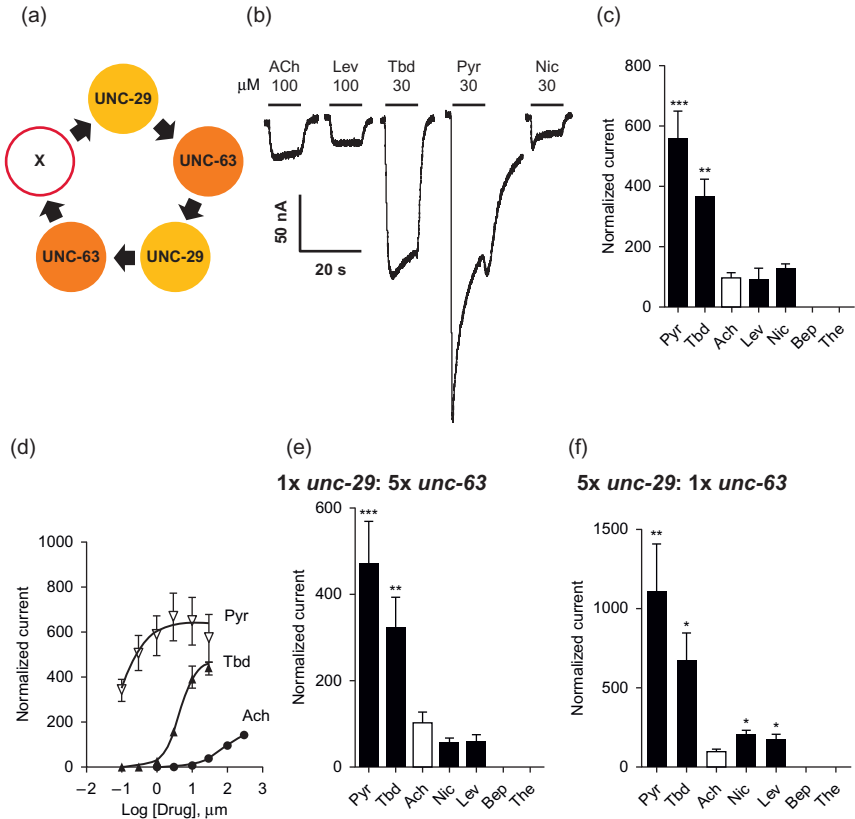 (a)
UNC-29
UNC-63
UNC-29
UNC-63
X
(b)
ACh Lev Tbd Pyr Nic
μM 100 100 30 30 30
50 nA
20 s
(c)
Normalized current
800
600
400
200
0
***
**
Pyr Tbd Ach Lev Nic Bep The
(d)
Normalized current
1000
800
600
400
200
0
Pyr
Tbd
Ach
–2 –1 0 1 2 3
Log [Drug], μm
(e)
1x unc-29: 5x unc-63
Normalized current
600
400
200
0
***
**
Pyr Tbd Ach Nic Lev Bep The
(f)
5x unc-29: 1x unc-63
Normalized current
1500
1000
500
0
**
*
* *
Pyr Tbd Ach Nic Lev Bep The